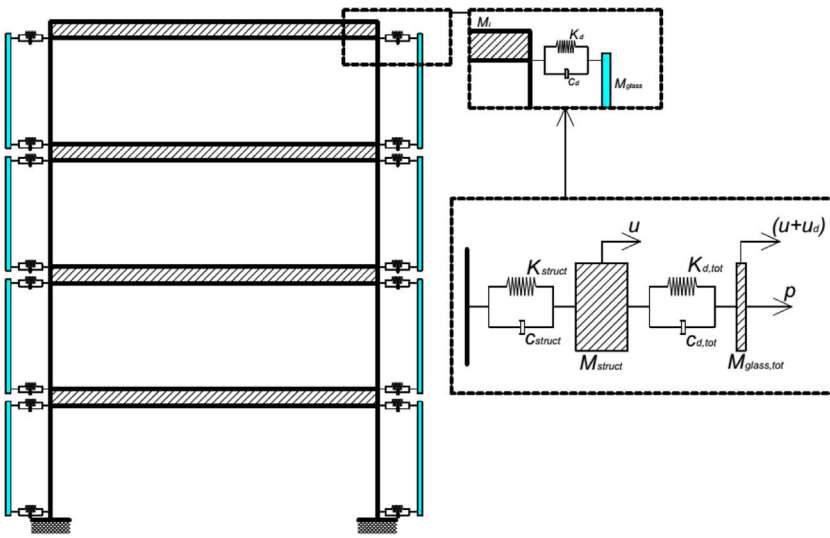 Mi
Kd
Cd
Mglass
u
(u+ud)
Kstruct
Kd,tot
p
Cstruct
Cd,tot
Mstruct
Mglass,tot